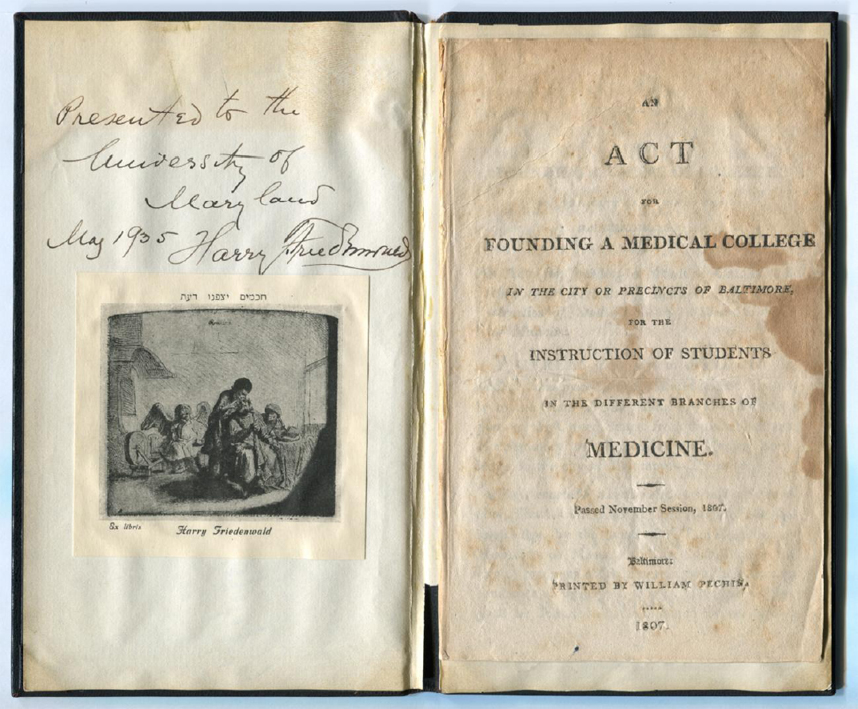 Presented to the
University of
Maryland
May 1935 Harry Friedenwald
חכמים יצפנו דעת
Ex libris
Harry Friedenwald
AN
ACT
FOR
FOUNDING A MEDICAL COLLEGE
IN THE CITY OR PRECINCTS OF BALTIMORE,
FOR THE
INSTRUCTION OF STUDENTS
IN THE DIFFERENT BRANCHES OF
MEDICINE.
Passed November Session, 1807.
Baltimore:
PRINTED BY WILLIAM PECHIN,
1807.